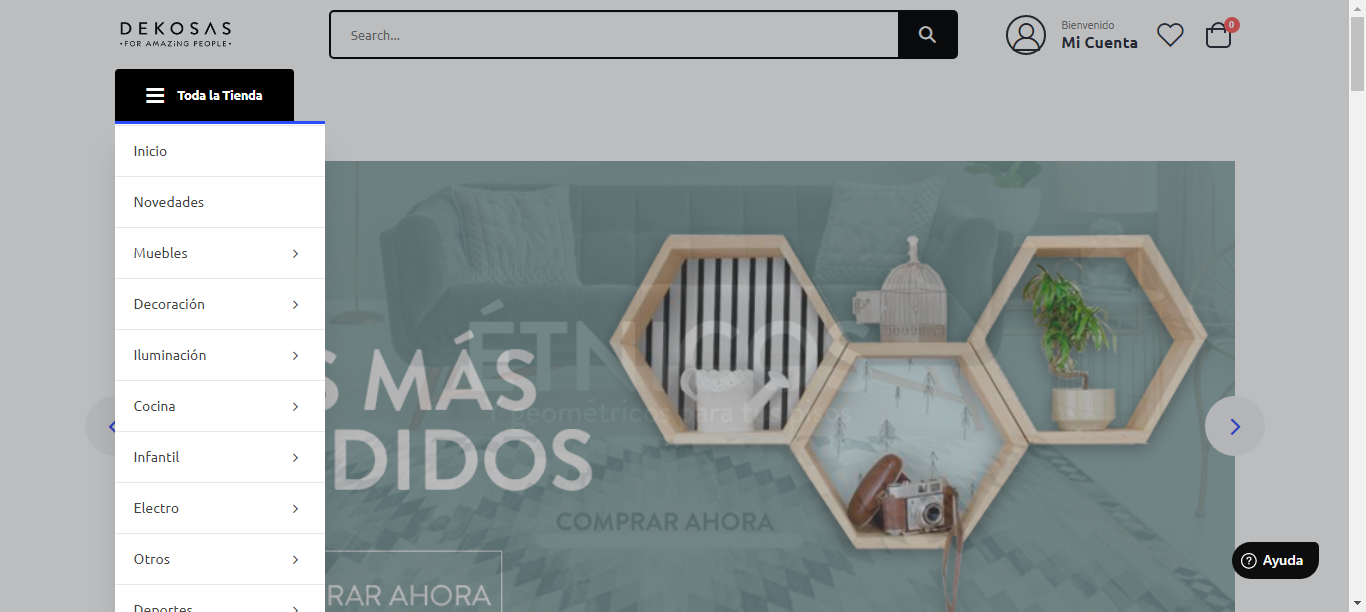 DEKOSAS
•FOR AMAZING PEOPLE•
Search...
Bienvenido
Mi Cuenta
0
Toda la Tienda
Inicio
Novedades
Muebles
Decoración
Iluminación
Cocina
Infantil
Electro
Otros
Deportes
S MÁS
DIDOS
RAR AHORA
ÉTNICOS
geométricos para tus pisos
COMPRAR AHORA
Ayuda